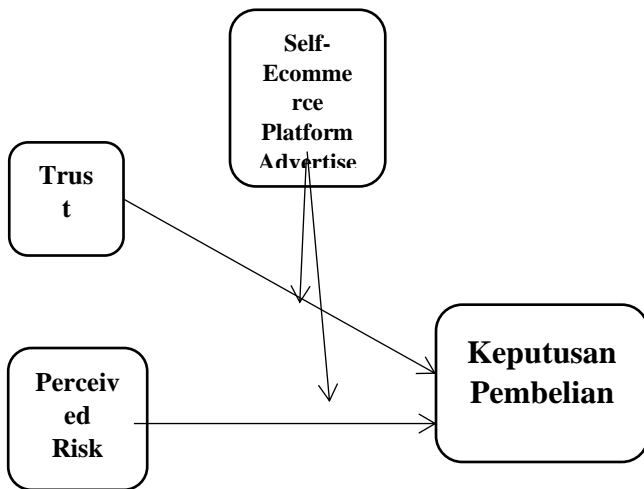 Self-
Ecomme
rce
Platform
Advertise
Trus
t
Perceiv
ed
Risk
Keputusan
Pembelian